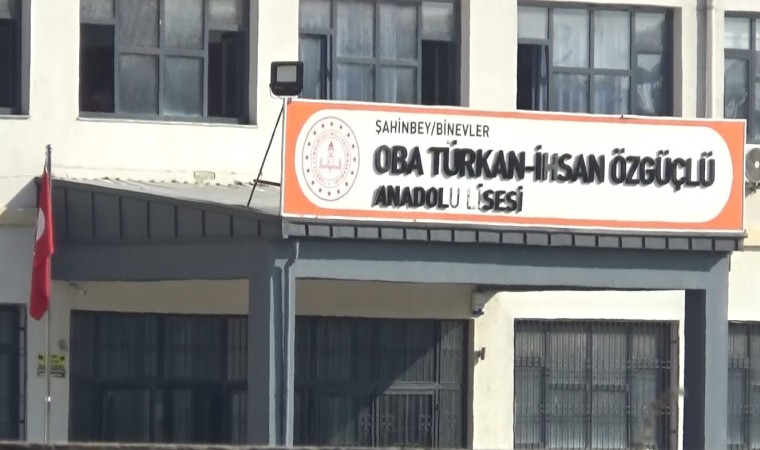 ŞAHİNBEY/BİNEVLER
OBA TÜRKAN-İHSAN ÖZGÜÇLÜ
ANADOLU LİSESİ